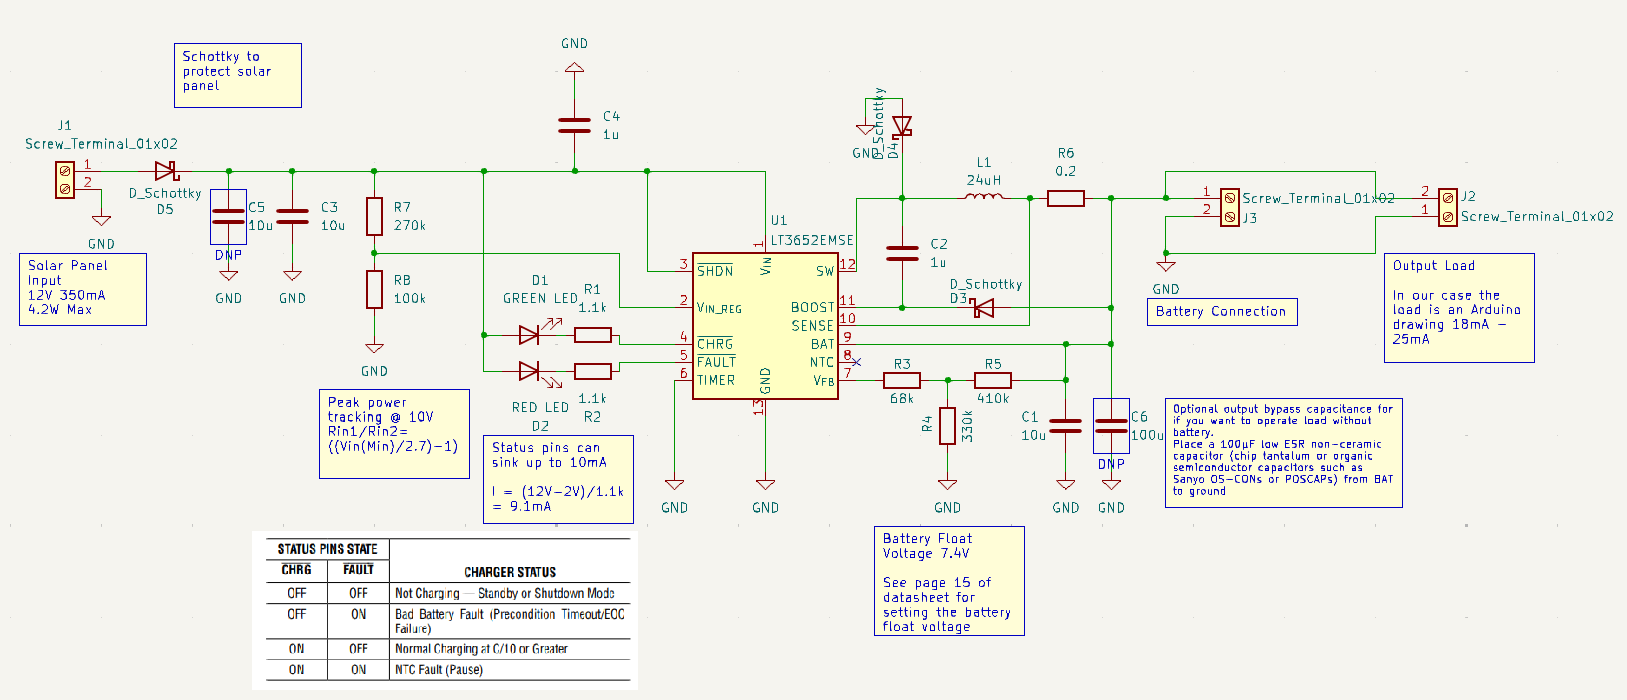 Schottky to
protect solar
panel
GND
C4
1u
J1
Screw_Terminal_01x02
1
2
D_Schottky
D5
GND
C5
10u
DNP
GND
C3
10u
GND
R7
270k
R8
100k
GND
Solar Panel
Input
12V 350mA
4.2W Max
D1
GREEN LED
R1
1.1k
RED LED
D2
1.1k
R2
Peak power
tracking @ 10V
Rin1/Rin2=
((Vin(Min)/2.7)-1)
Status pins can
sink up to 10mA
I = (12V-2V)/1.1k
= 9.1mA
U1
LT3652EMSE
1
VIN
3
SHDN
2
VIN_REG
4
CHRG
5
FAULT
6
TIMER
GND
13
SW
12
BOOST
11
SENSE
10
BAT
9
NTC
8
VFB
7
GND
GND
D_Schottky
D4
GND
L1
24uH
R6
0.2
C2
1u
D_Schottky
D3
R3
68k
R5
410k
R4
330k
GND
C1
10u
GND
C6
100u
DNP
GND
1
2
Screw_Terminal_01x02
J3
GND
2
1
J2
Screw_Terminal_01x02
Battery Connection
Output Load
In our case the
load is an Arduino
drawing 18mA -
25mA
Optional output bypass capacitance for
if you want to operate load without
battery.
Place a 100µF low ESR non-ceramic
capacitor (chip tantalum or organic
semiconductor capacitors such as
Sanyo OS-CONs or POSCAPs) from BAT
to ground
Battery Float
Voltage 7.4V
See page 15 of
datasheet for
setting the battery
float voltage
STATUS PINS STATE
CHRG FAULT CHARGER STATUS
OFF OFF Not Charging — Standby or Shutdown Mode
OFF ON Bad Battery Fault (Precondition Timeout/EOC
Failure)
ON OFF Normal Charging at C/10 or Greater
ON ON NTC Fault (Pause)